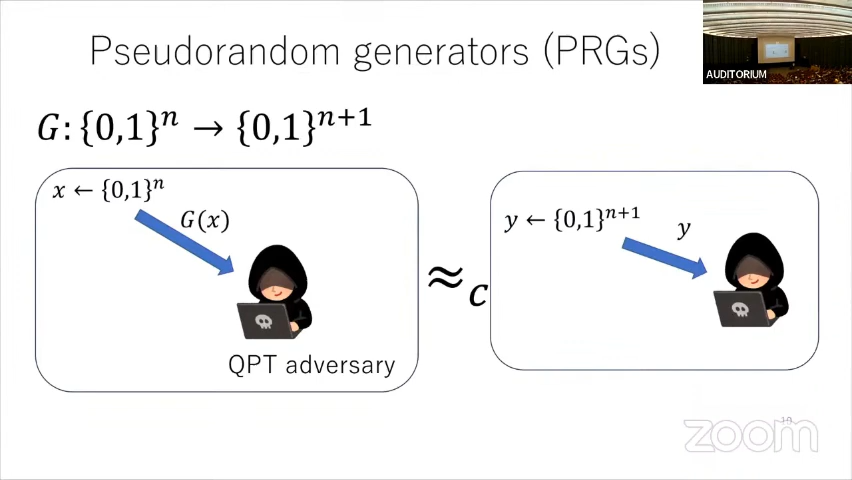 Pseudorandom generators (PRGs)
AUDITORIUM
G: {0,1}ⁿ → {0,1}ⁿ⁺¹
x ← {0,1}ⁿ
G(x)
QPT adversary
≈c
y ← {0,1}ⁿ⁺¹
y
zoom